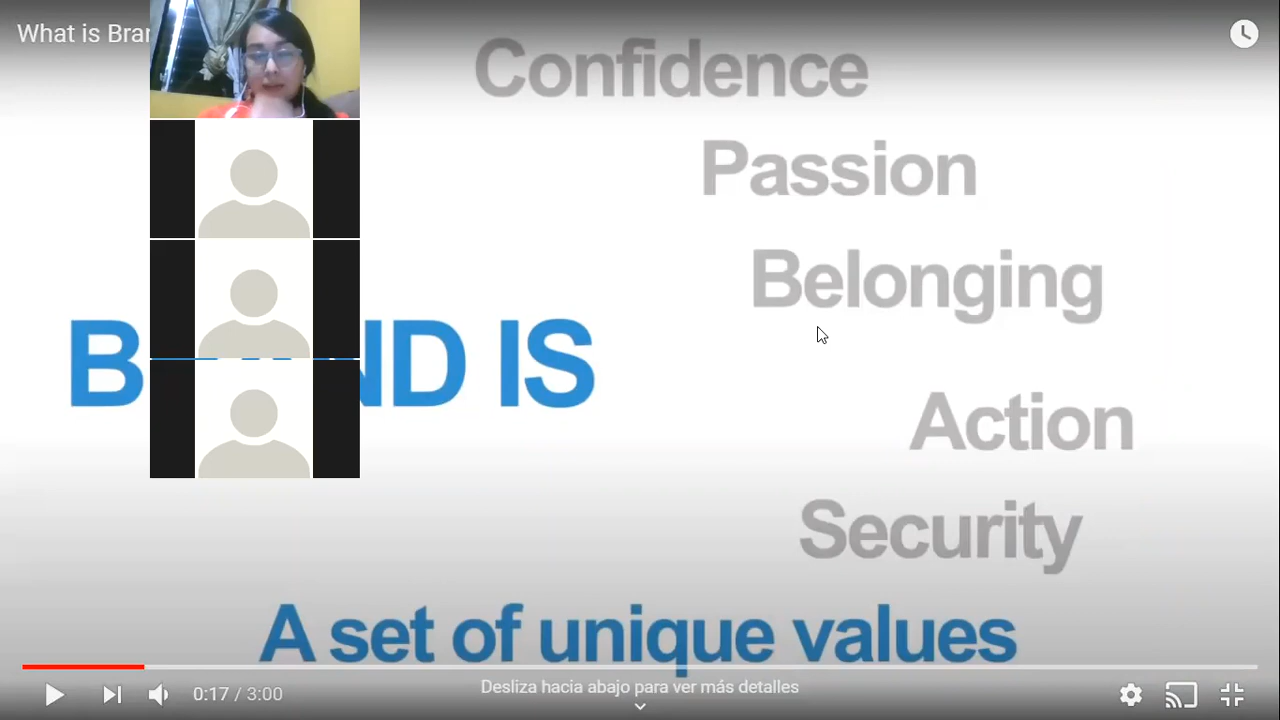 What is Bran
Confidence
Passion
Belonging
B ND IS
Action
Security
A set of unique values
0:17 / 3:00
Desliza hacia abajo para ver más detalles